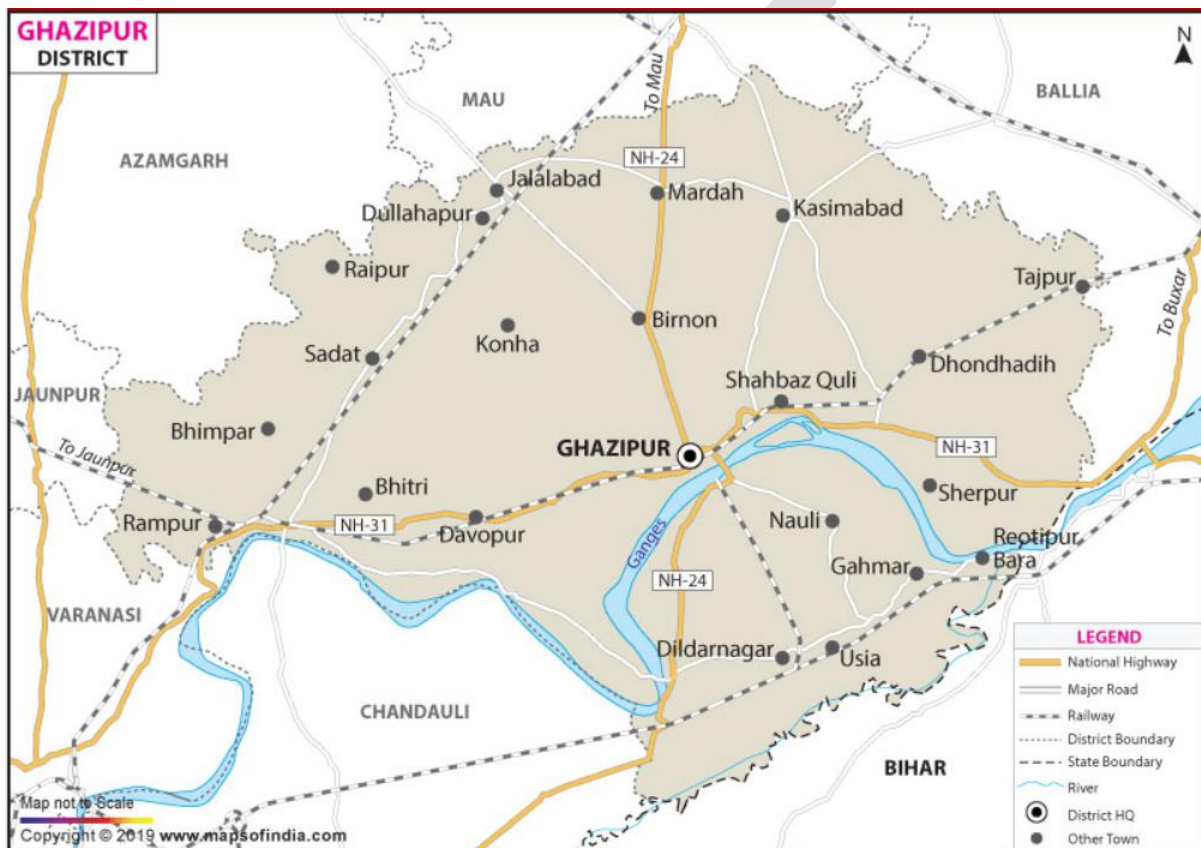 GHAZIPUR
DISTRICT
N
MAU
To Mau
BALLIA
AZAMGARH
NH-24
Jalalabad
Mardah
Dullahapur
Kasimabad
Raipur
Tajpur
To Buxar
Birnon
Konha
Sadat
Dhondhadih
JAUNPUR
Shahbaz Quli
Bhimpar
To Jaunpur
GHAZIPUR
NH-31
Bhitri
Sherpur
Rampur
NH-31
Davopur
Nauli
Ganges
Reotipur
Bara
Gahmar
NH-24
VARANASI
Dildarnagar
Usia
CHANDAULI
BIHAR
LEGEND
National Highway
Major Road
Railway
District Boundary
State Boundary
River
District HQ
Other Town
Map not to Scale
Copyright © 2019 www.mapsofindia.com